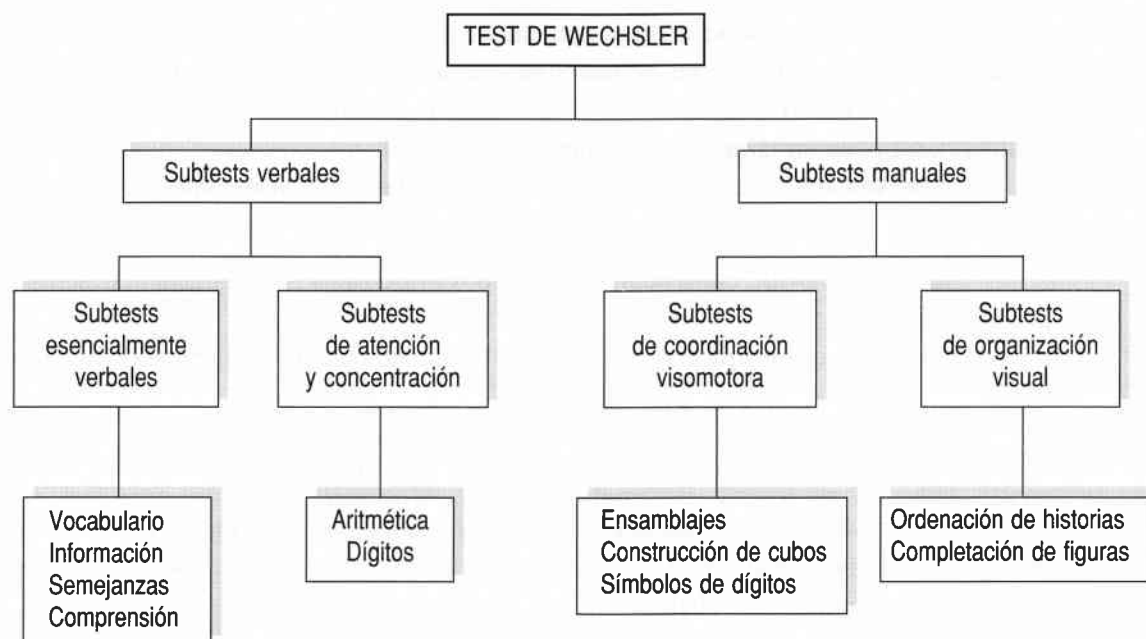 TEST DE WECHSLER
Subtests verbales
Subtests manuales
Subtests
esencialmente
verbales
Subtests
de atención
y concentración
Subtests
de coordinación
visomotora
Subtests
de organización
visual
Vocabulario
Información
Semejanzas
Comprensión
Aritmética
Dígitos
Ensamblajes
Construcción de cubos
Símbolos de dígitos
Ordenación de historias
Completación de figuras